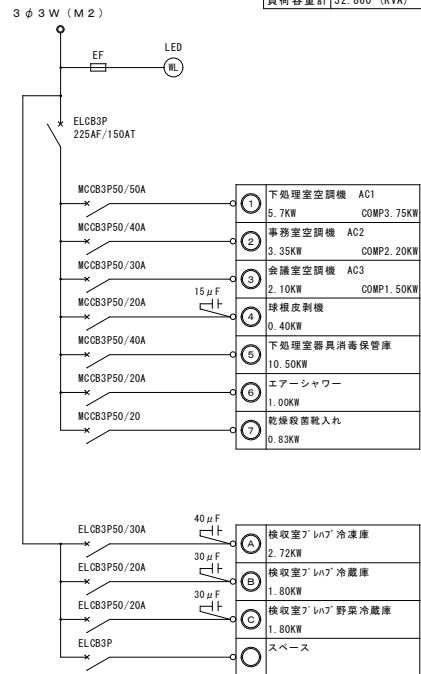 負荷容量計 32.860 (KVA)
3φ3W (M2)
EF
LED
WL
ELCB3P
225AF/150AT
MCCB3P50/50A
1
下処理室空調機 AC1
5.7KW COMP3.75KW
MCCB3P50/40A
2
事務室空調機 AC2
3.35KW COMP2.20KW
MCCB3P50/30A
3
会議室空調機 AC3
2.10KW COMP1.50KW
MCCB3P50/20A
15μF
4
球根皮剥機
0.40KW
MCCB3P50/40A
5
下処理室器具消毒保管庫
10.50KW
MCCB3P50/20A
6
エアーシャワー
1.00KW
MCCB3P50/20
7
乾燥殺菌靴入れ
0.83KW
ELCB3P50/30A
40μF
A
検収室プレハブ冷凍庫
2.72KW
ELCB3P50/20A
30μF
B
検収室プレハブ冷蔵庫
1.80KW
ELCB3P50/20A
30μF
C
検収室プレハブ野菜冷蔵庫
1.80KW
ELCB3P
スペース